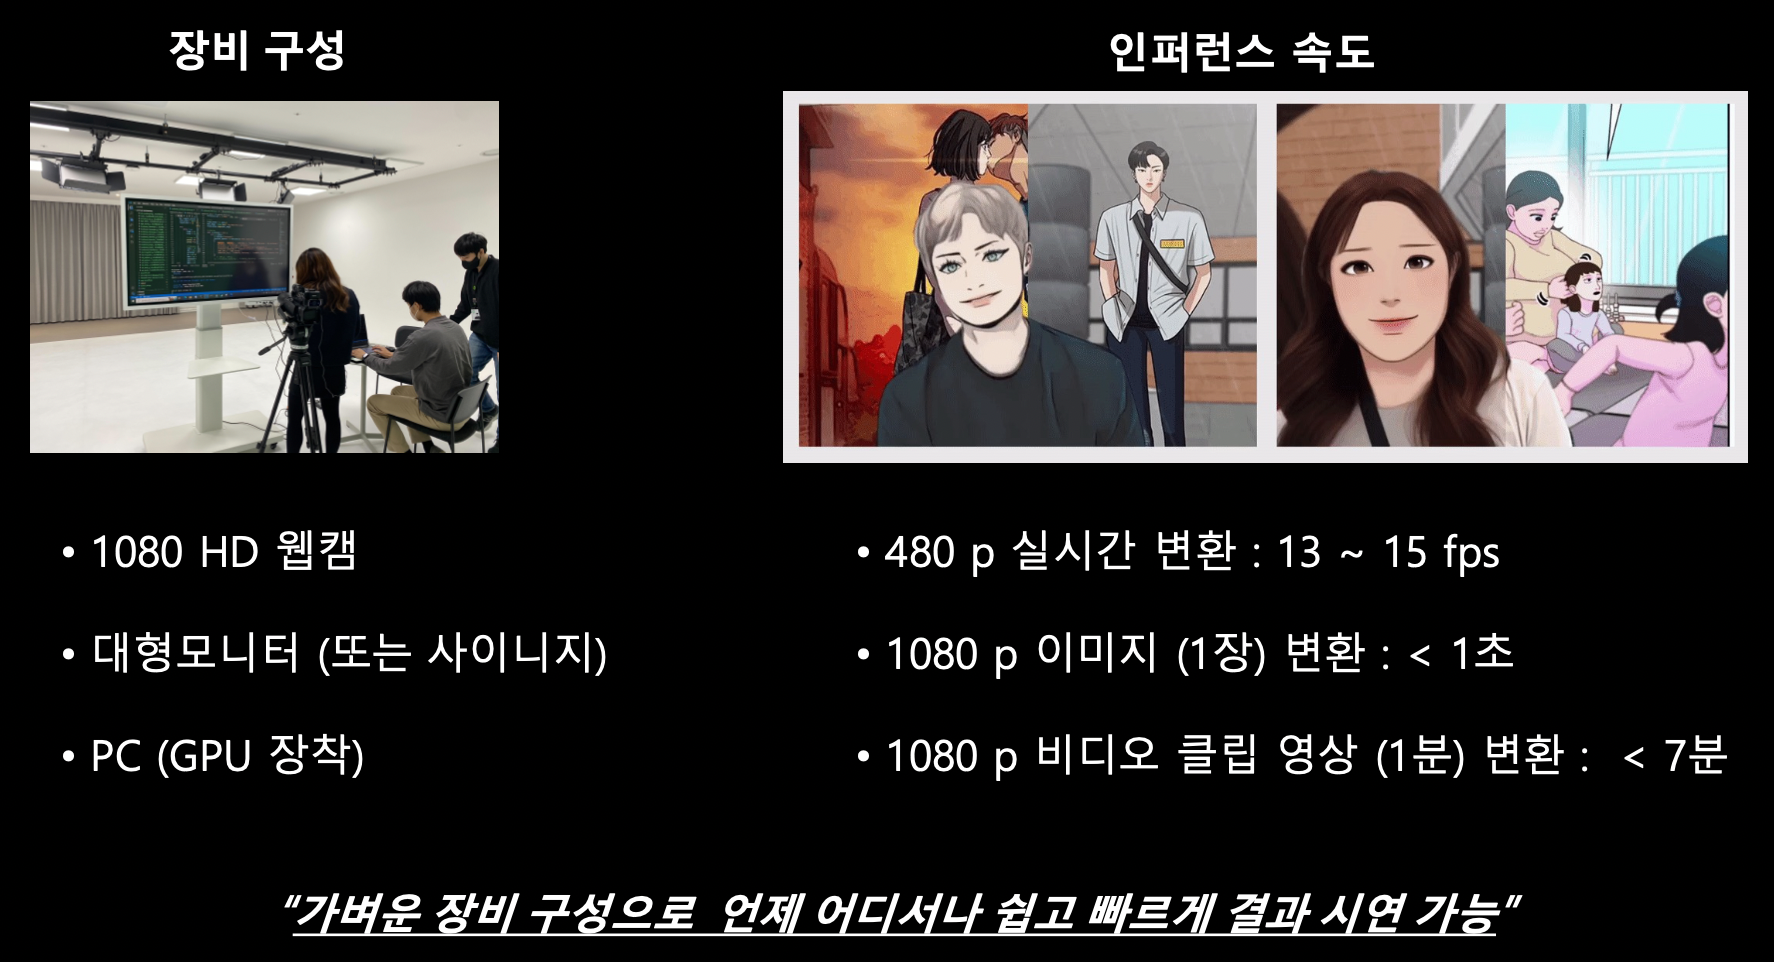 장비 구성
• 1080 HD 웹캠
• 대형모니터 (또는 사이니지)
• PC (GPU 장착)
인퍼런스 속도
• 480 p 실시간 변환 : 13 ~ 15 fps
• 1080 p 이미지 (1장) 변환 : < 1초
• 1080 p 비디오 클립 영상 (1분) 변환 : < 7분
“가벼운 장비 구성으로 언제 어디서나 쉽고 빠르게 결과 시연 가능”